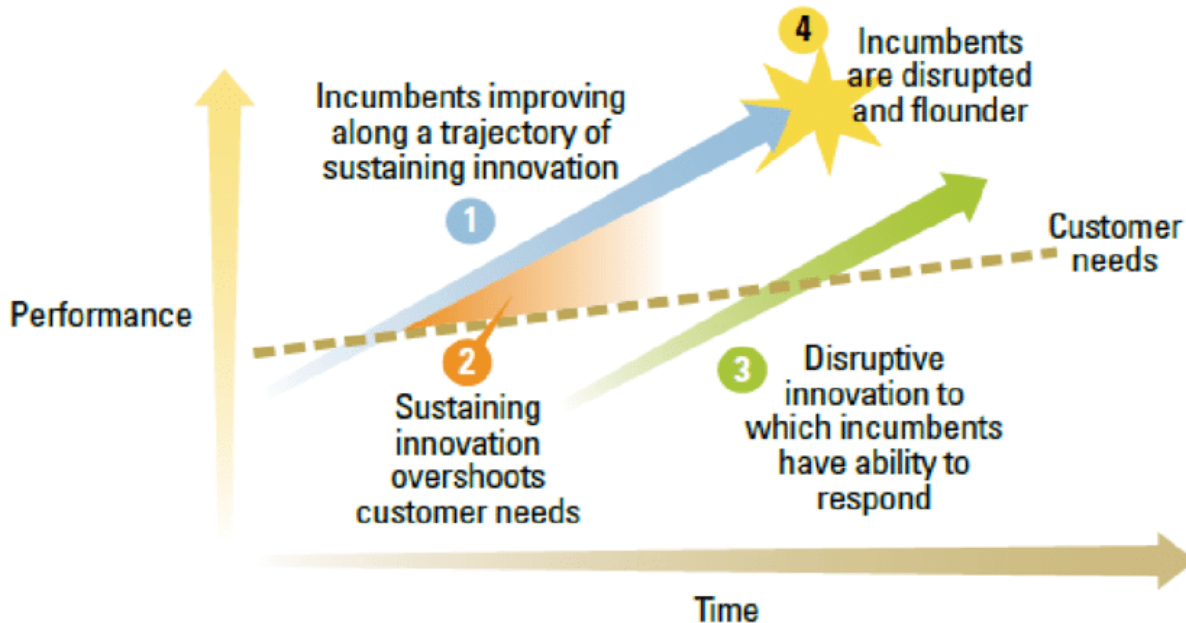 4
Incumbents
are disrupted
and flounder
Incumbents improving
along a trajectory of
sustaining innovation
1
Customer
needs
Performance
2
Sustaining
innovation
overshoots
customer needs
3
Disruptive
innovation to
which incumbents
have ability to
respond
Time